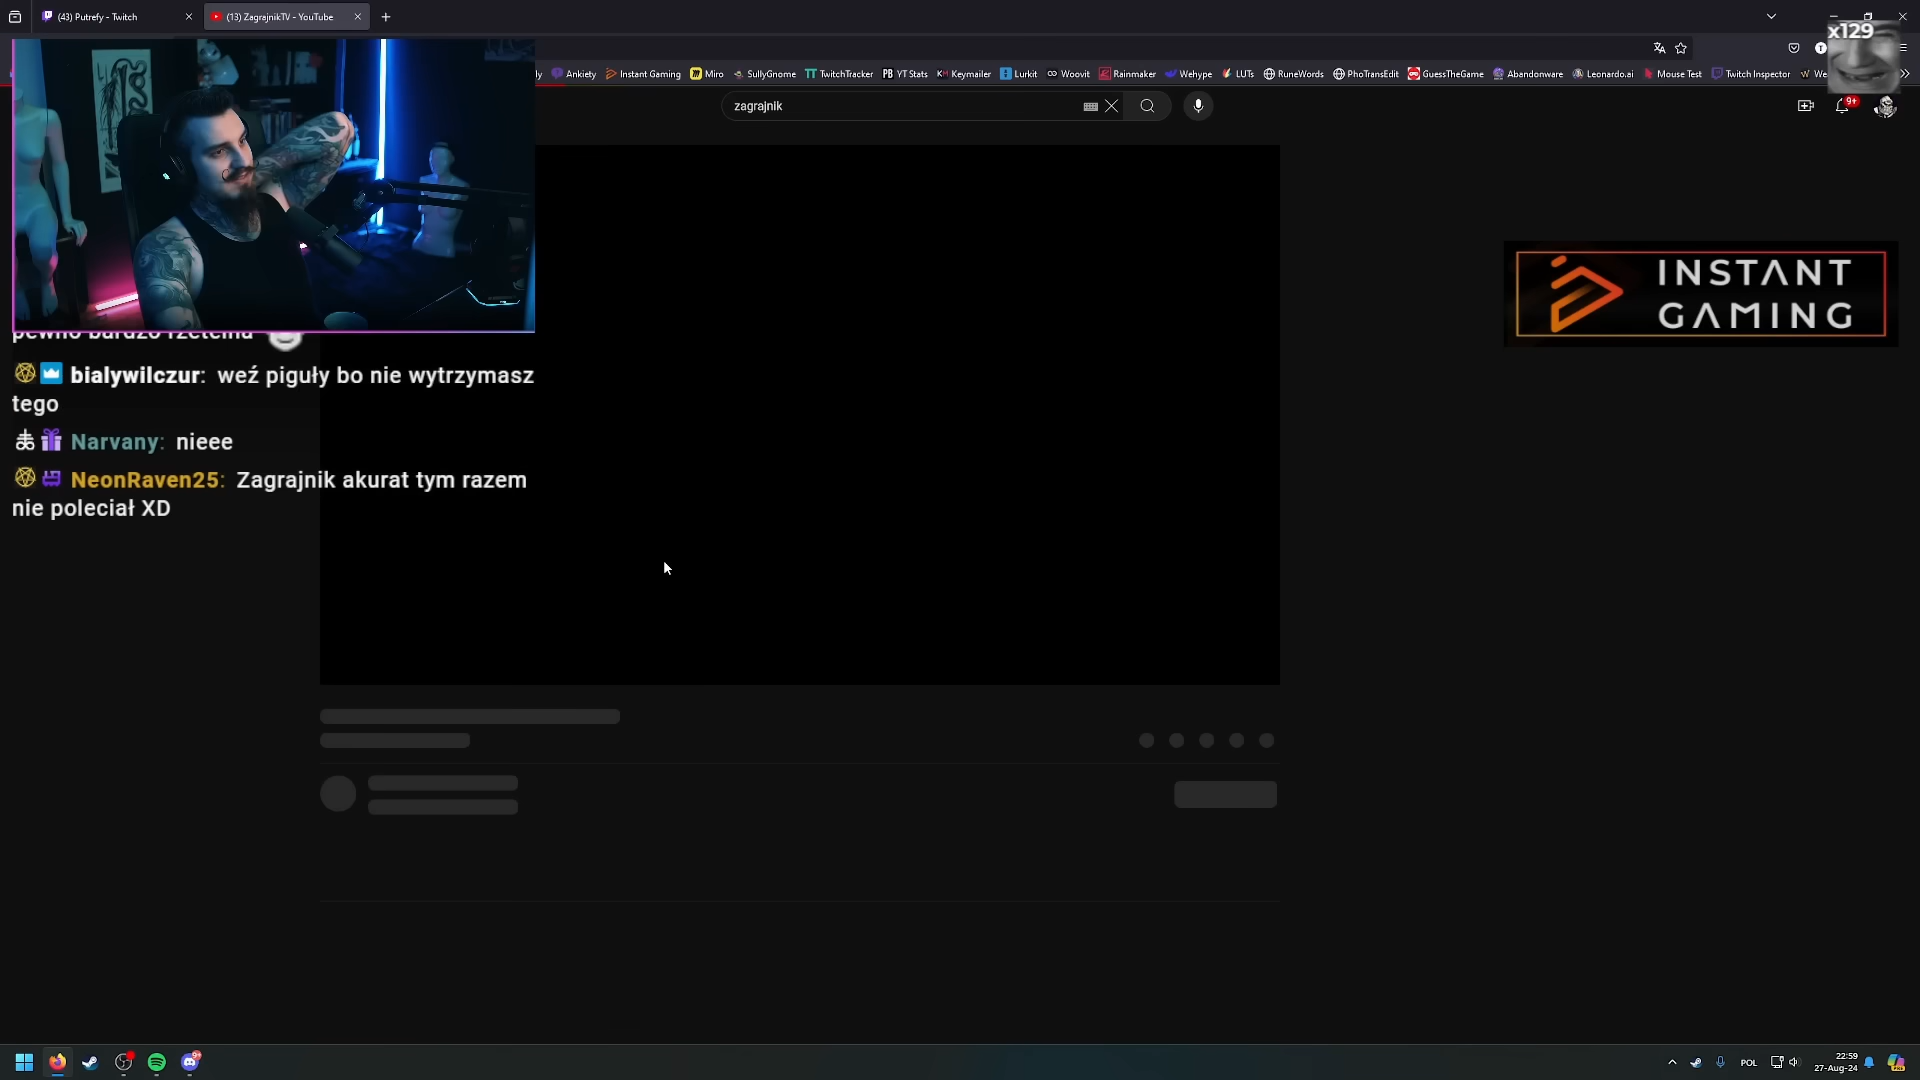 (43) Putrefy - Twitch
(13) ZagrajnikTV - YouTube
x129
Ankiety
Instant Gaming
Miro
SullyGnome
TwitchTracker
YT Stats
Keymailer
Lurkit
Woovit
Rainmaker
Wehype
LUTs
RuneWords
PhoTransEdit
GuessTheGame
Abandonware
Leonardo.ai
Mouse Test
Twitch Inspector
zagrajnik
9+
INSTANT
GAMING
bialywilczur: weź piguły bo nie wytrzymasz
tego
Narvany: nieee
NeonRaven25: Zagrajnik akurat tym razem
nie poleciał XD
POL
22:59
27-Aug-24